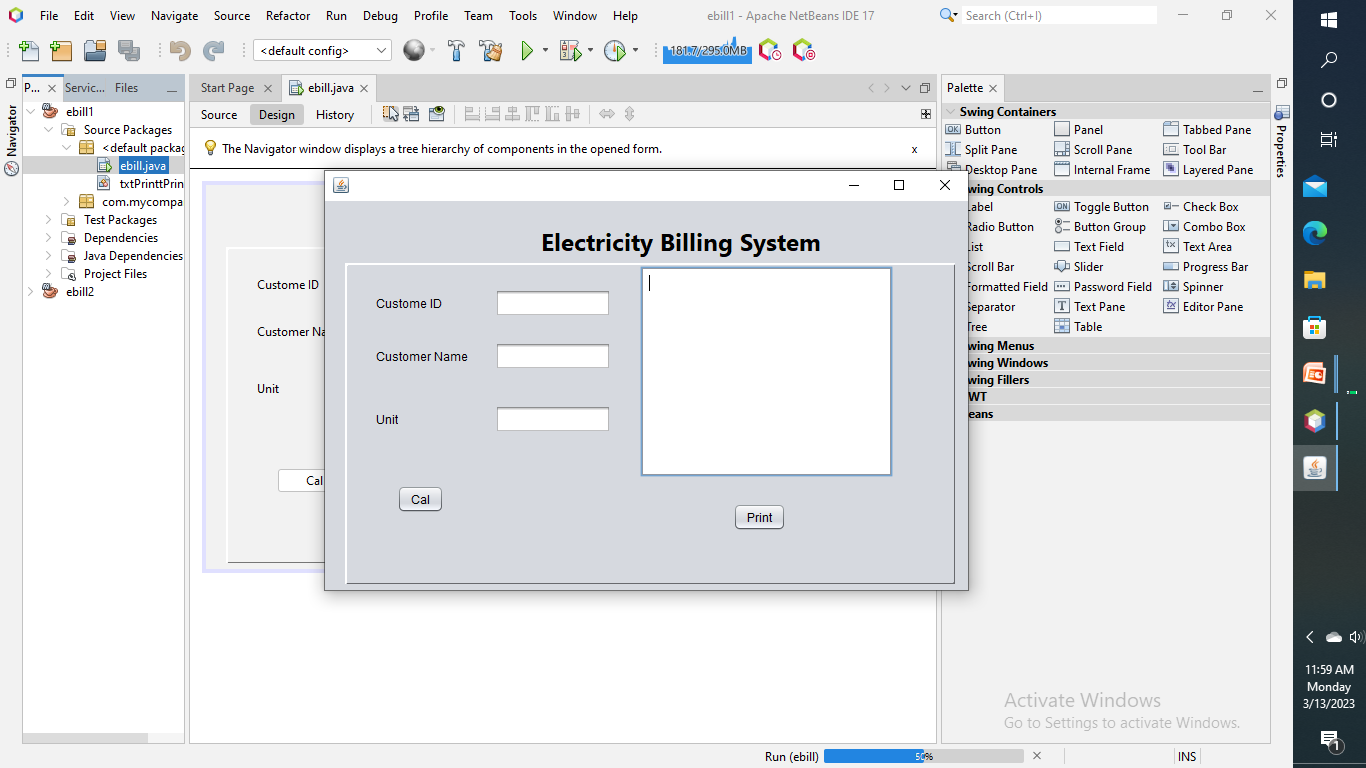 File Edit View Navigate Source Refactor Run Debug Profile Team Tools Window Help
ebill1 - Apache NetBeans IDE 17
Search (Ctrl+I)
<default config>
181.7/295.0MB
P... Servic... Files
Navigator
ebill1
Source Packages
<default packag
ebill.java
txtPrinttPrin
com.mycompa
Test Packages
Dependencies
Java Dependencies
Project Files
ebill2
Start Page ebill.java
Source Design History
The Navigator window displays a tree hierarchy of components in the opened form.
x
Custome ID
Customer Na
Unit
Cal
Electricity Billing System
Custome ID
Customer Name
Unit
Cal
Print
Palette
Swing Containers
OK Button Panel Tabbed Pane
Split Pane Scroll Pane Tool Bar
Desktop Pane Internal Frame Layered Pane
wing Controls
abel ON Toggle Button Check Box
Radio Button Button Group Combo Box
ist Text Field Text Area
Scroll Bar Slider Progress Bar
Formatted Field Password Field Spinner
Separator Text Pane Editor Pane
Tree Table
wing Menus
wing Windows
wing Fillers
WT
eans
Properties
Activate Windows
Go to Settings to activate Windows.
Run (ebill) 50% INS
11:59 AM
Monday
3/13/2023
1